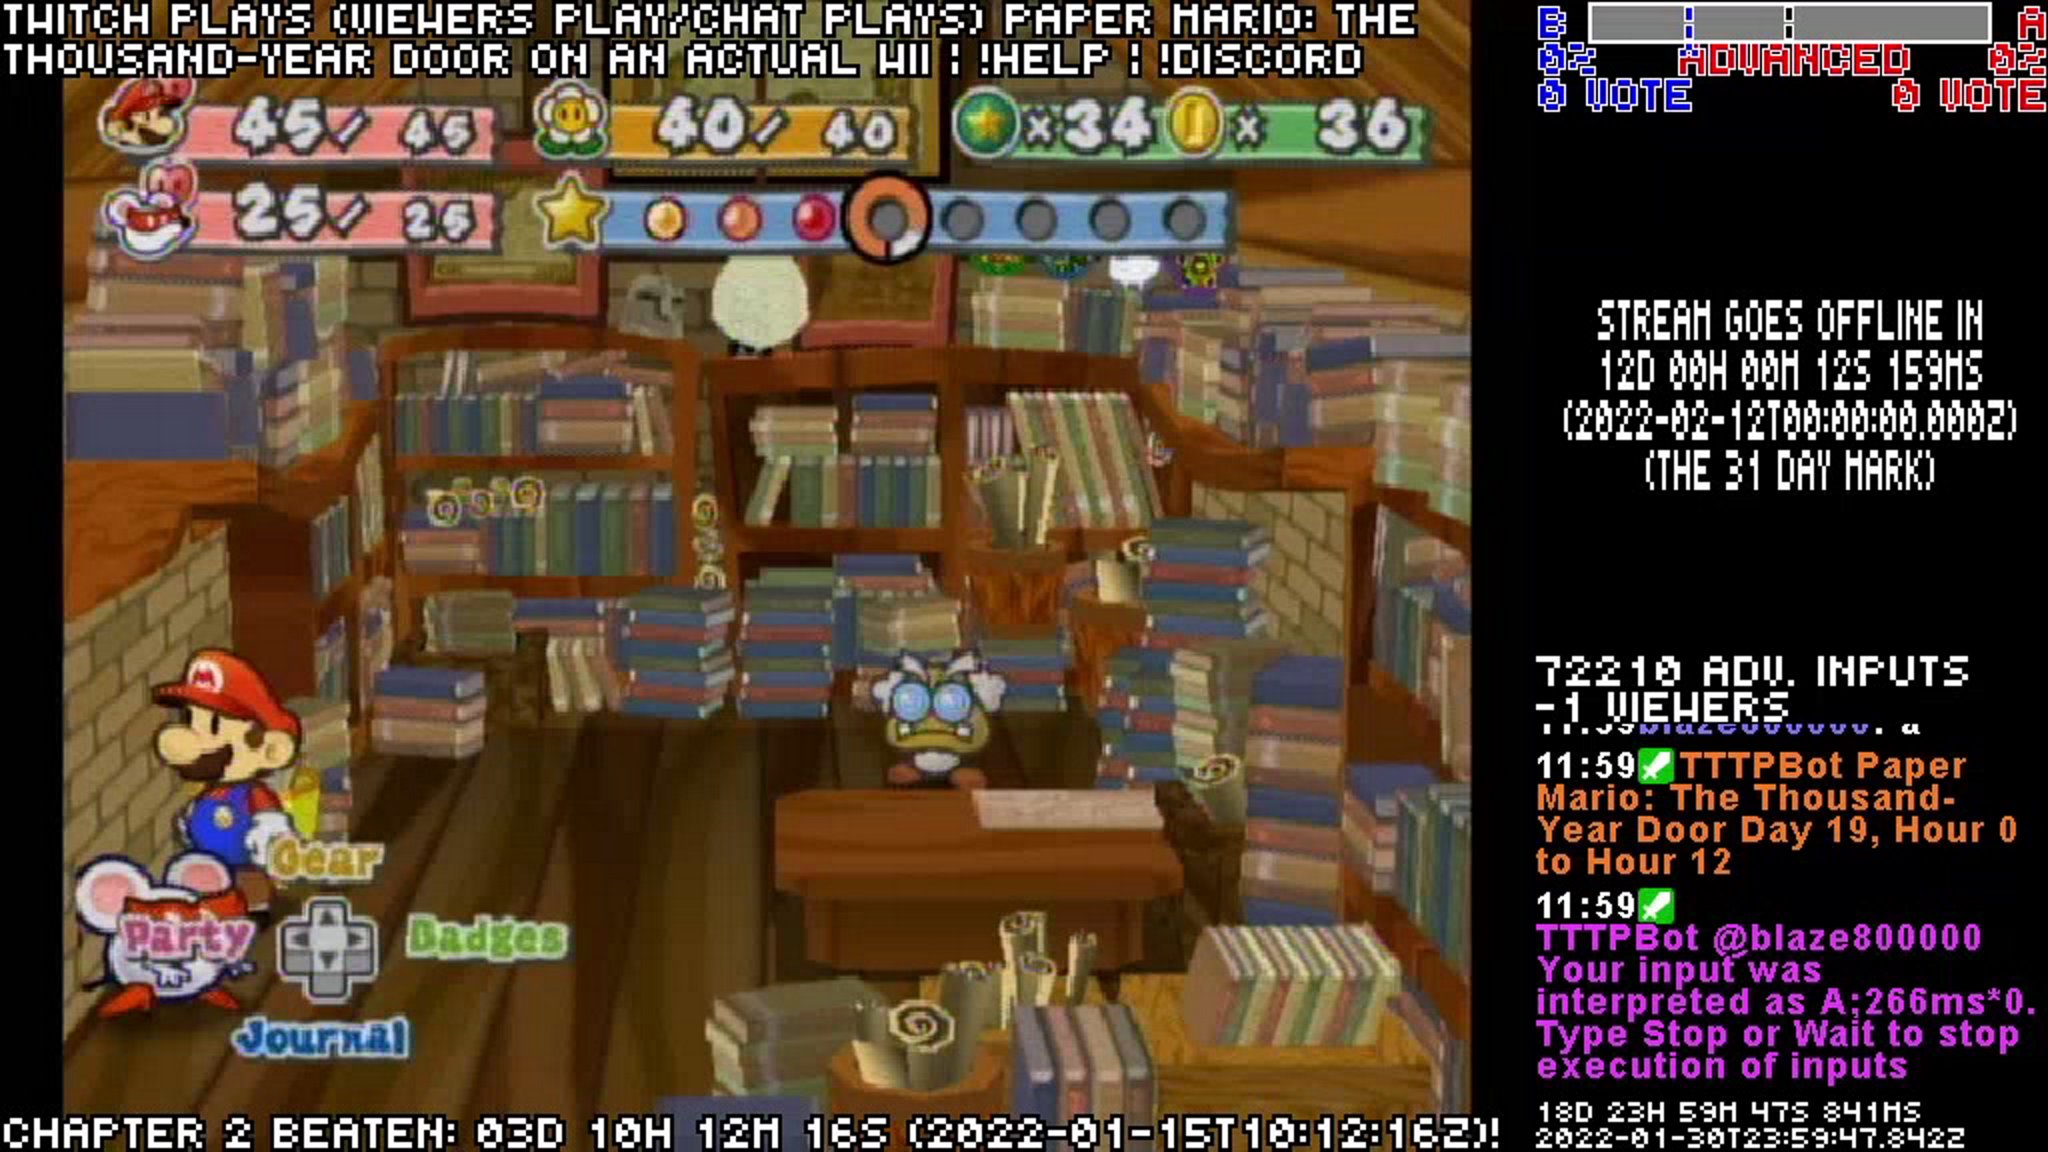 TWITCH PLAYS (VIEWERS PLAY/CHAT PLAYS) PAPER MARIO: THE
THOUSAND-YEAR DOOR ON AN ACTUAL WII ¦ !HELP ¦ !DISCORD
45/ 45
40/ 40
x34
x 36
25/ 25
M
Gear
Party
Badges
Journal
CHAPTER 2 BEATEN: 03D 10H 12M 16S (2022-01-15T10:12:16Z)!
B
A
0%
ADVANCED
0%
0 VOTE
0 VOTE
STREAM GOES OFFLINE IN
12D 00H 00M 12S 159MS
(2022-02-12T00:00:00.000Z)
(THE 31 DAY MARK)
72210 ADV. INPUTS
-1 VIEWERS
11:59 blaze800000: a
11:59 TTTPBot Paper
Mario: The Thousand-
Year Door Day 19, Hour 0
to Hour 12
11:59
TTTPBot @blaze800000
Your input was
interpreted as A;266ms*0.
Type Stop or Wait to stop
execution of inputs
18D 23H 59M 47S 841MS
2022-01-30T23:59:47.842Z